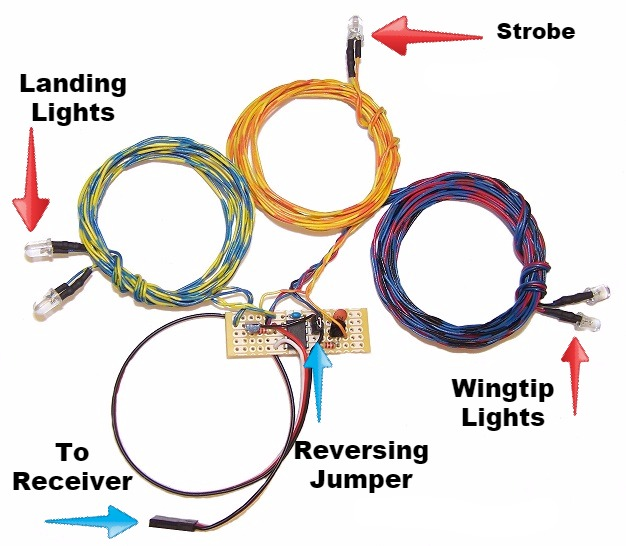 Strobe
Landing
Lights
Wingtip
Lights
To
Receiver
Reversing
Jumper